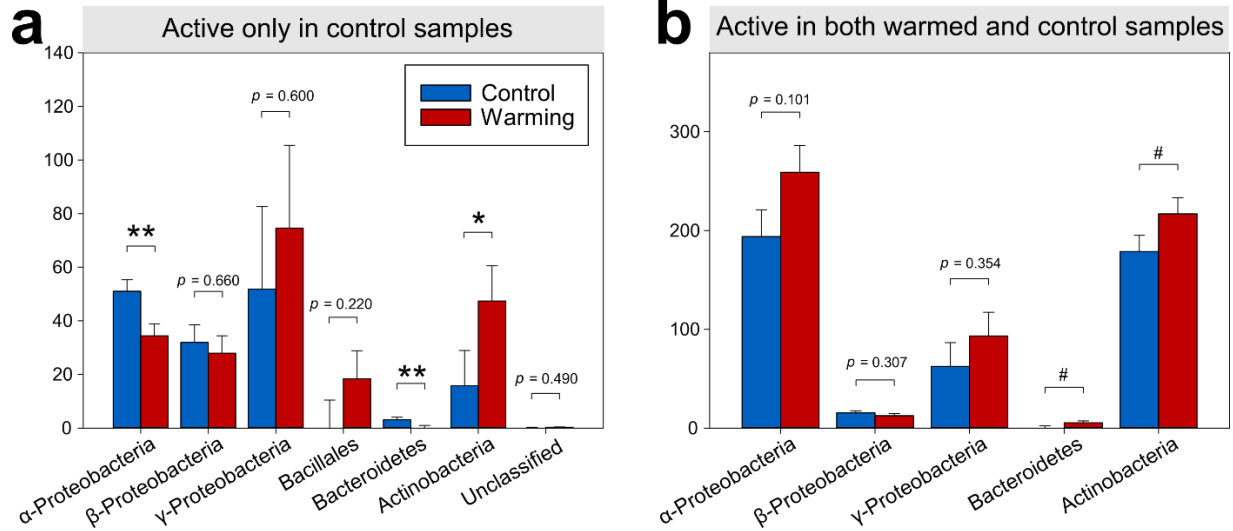 a
Active only in control samples
140
120
100
80
60
40
20
0
Control
Warming
**
p = 0.660
p = 0.600
p = 0.220
**
*
p = 0.490
α-Proteobacteria
β-Proteobacteria
γ-Proteobacteria
Bacillales
Bacteroidetes
Actinobacteria
Unclassified
b
Active in both warmed and control samples
300
200
100
0
p = 0.101
p = 0.307
p = 0.354
#
#
α-Proteobacteria
β-Proteobacteria
γ-Proteobacteria
Bacteroidetes
Actinobacteria